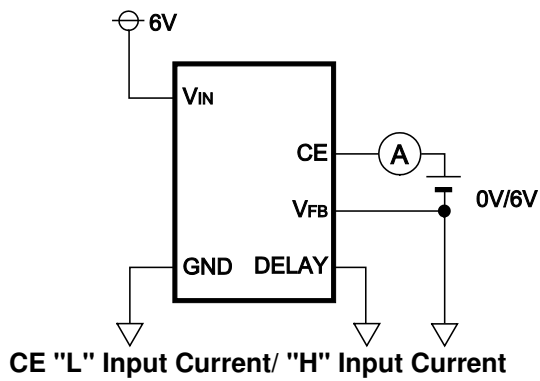 6V
VIN
CE
A
0V/6V
VFB
GND DELAY
CE "L" Input Current/ "H" Input Current